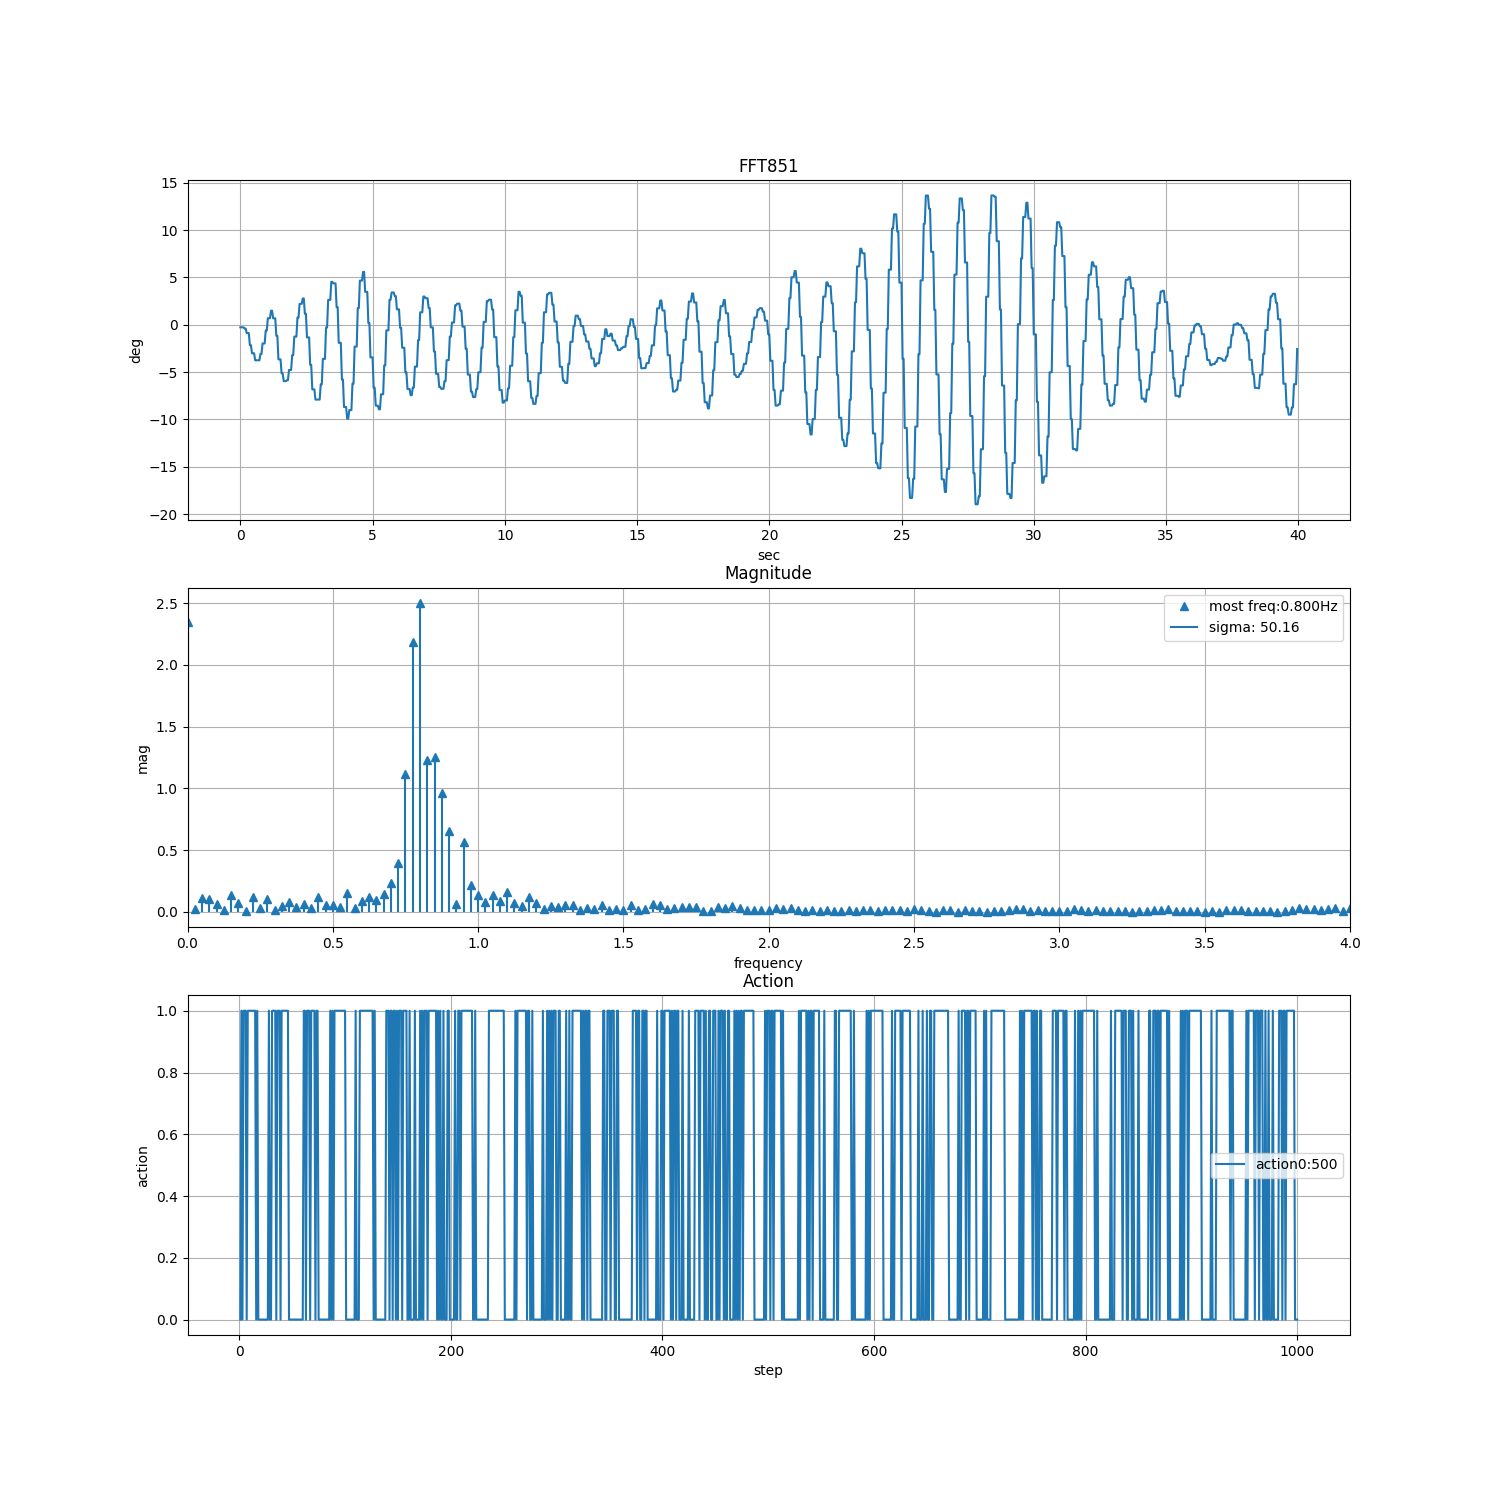 FFT851
15
10
5
0
−5
−10
−15
−20
deg
0 5 10 15 20 25 30 35 40
sec
Magnitude
2.5
2.0
1.5
1.0
0.5
0.0
mag
most freq:0.800Hz
sigma: 50.16
0.0 0.5 1.0 1.5 2.0 2.5 3.0 3.5 4.0
frequency
Action
1.0
0.8
0.6
0.4
0.2
0.0
action
action0:500
0 200 400 600 800 1000
step